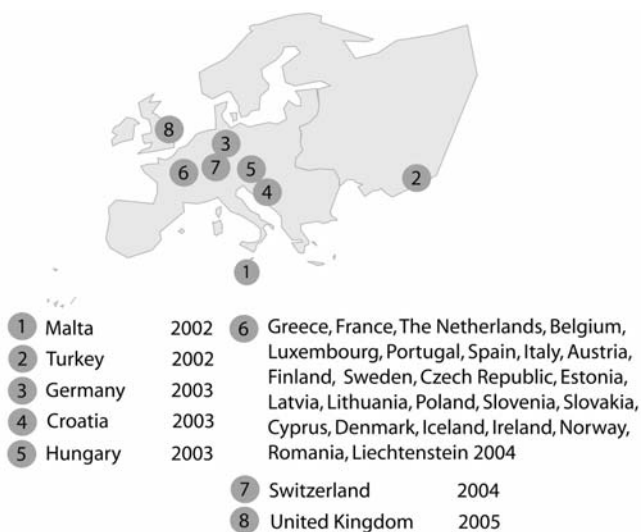 8
3
6
7
5
4
2
1
1 Malta 2002
2 Turkey 2002
3 Germany 2003
4 Croatia 2003
5 Hungary 2003
6 Greece, France, The Netherlands, Belgium,
Luxembourg, Portugal, Spain, Italy, Austria,
Finland, Sweden, Czech Republic, Estonia,
Latvia, Lithuania, Poland, Slovenia, Slovakia,
Cyprus, Denmark, Iceland, Ireland, Norway,
Romania, Liechtenstein 2004
7 Switzerland 2004
8 United Kingdom 2005